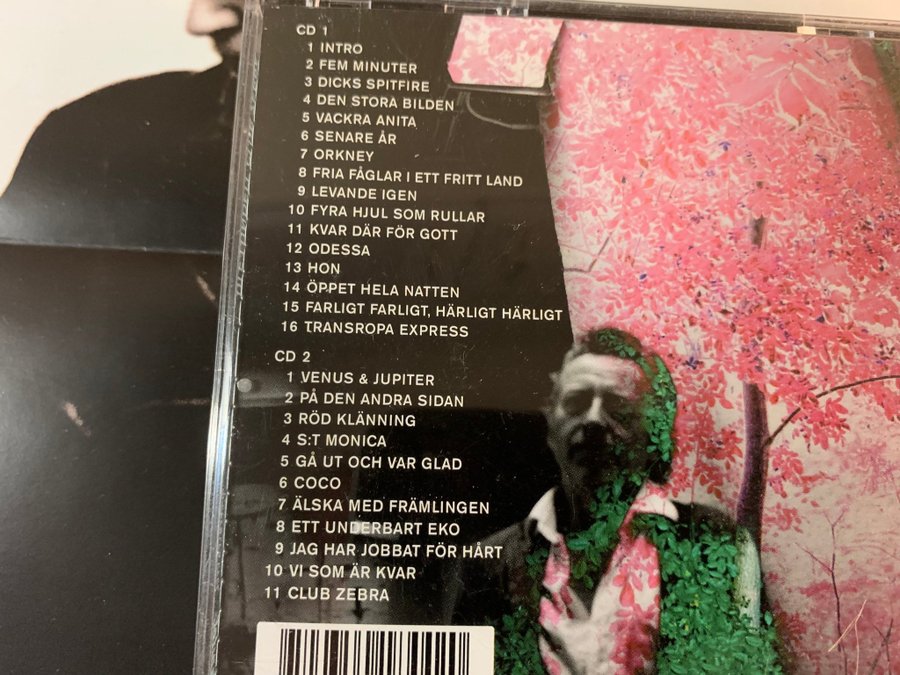 CD 1
1 INTRO
2 FEM MINUTER
3 DICKS SPITFIRE
4 DEN STORA BILDEN
5 VACKRA ANITA
6 SENARE ÅR
7 ORKNEY
8 FRIA FÅGLAR I ETT FRITT LAND
9 LEVANDE IGEN
10 FYRA HJUL SOM RULLAR
11 KVAR DÄR FÖR GOTT
12 ODESSA
13 HON
14 ÖPPET HELA NATTEN
15 FARLIGT FARLIGT, HÄRLIGT HÄRLIGT
16 TRANSROPA EXPRESS
CD 2
1 VENUS & JUPITER
2 PÅ DEN ANDRA SIDAN
3 RÖD KLÄNNING
4 S:T MONICA
5 GÅ UT OCH VAR GLAD
6 COCO
7 ÄLSKA MED FRÄMLINGEN
8 ETT UNDERBART EKO
9 JAG HAR JOBBAT FÖR HÅRT
10 VI SOM ÄR KVAR
11 CLUB ZEBRA